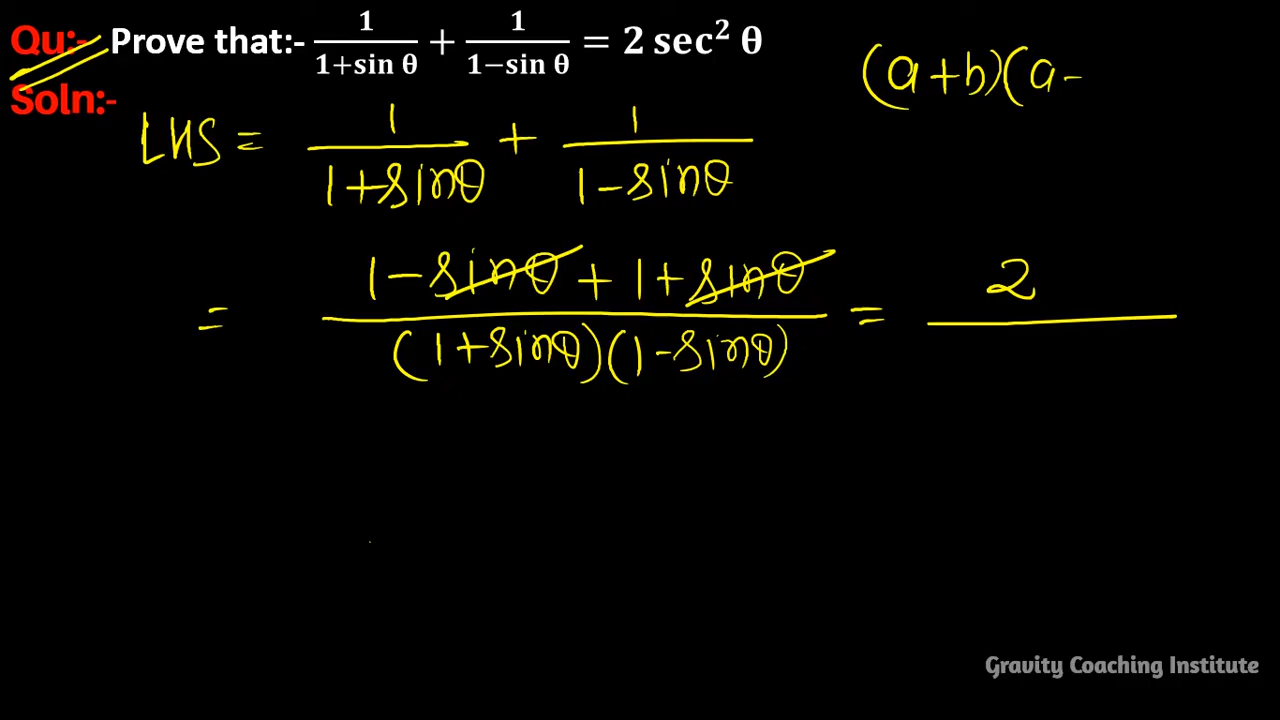 Qu:- Prove that:- 1/(1+sin θ) + 1/(1−sin θ) = 2 sec² θ
(a+b)(a-
Soln:-
LHS = 1/(1+sinθ) + 1/(1-sinθ)
= (1-sinθ + 1+sinθ)/((1+sinθ)(1-sinθ)) = 2/
Gravity Coaching Institute